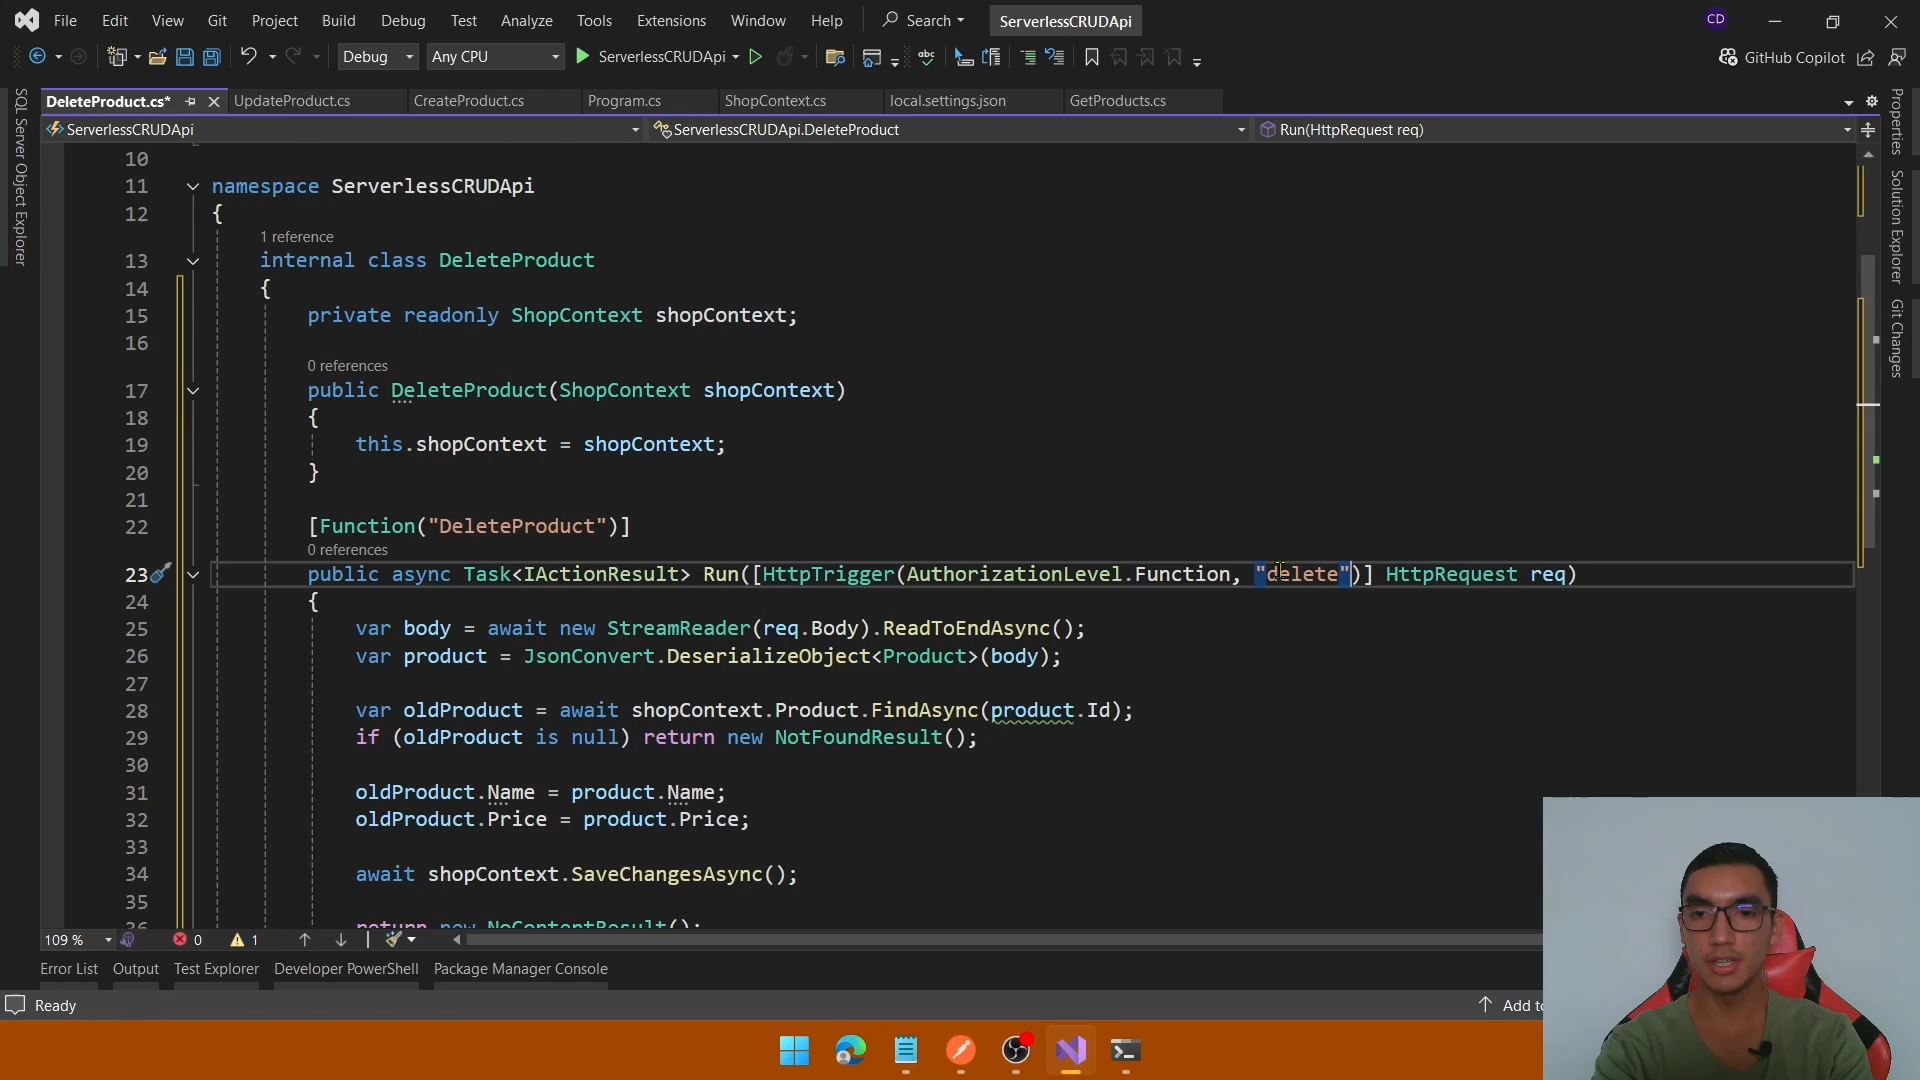 File Edit View Git Project Build Debug Test Analyze Tools Extensions Window Help Search ServerlessCRUDApi CD
Debug Any CPU ServerlessCRUDApi abc GitHub Copilot
DeleteProduct.cs* UpdateProduct.cs CreateProduct.cs Program.cs ShopContext.cs local.settings.json GetProducts.cs
ServerlessCRUDApi ServerlessCRUDApi.DeleteProduct Run(HttpRequest req)
SQL Server Object Explorer
Properties
Solution Explorer
Git Changes
10
11 namespace ServerlessCRUDApi
12 {
1 reference
13 internal class DeleteProduct
14 {
15 private readonly ShopContext shopContext;
16
0 references
17 public DeleteProduct(ShopContext shopContext)
18 {
19 this.shopContext = shopContext;
20 }
21
22 [Function("DeleteProduct")]
0 references
23 public async Task<IActionResult> Run([HttpTrigger(AuthorizationLevel.Function, "delete")] HttpRequest req)
24 {
25 var body = await new StreamReader(req.Body).ReadToEndAsync();
26 var product = JsonConvert.DeserializeObject<Product>(body);
27
28 var oldProduct = await shopContext.Product.FindAsync(product.Id);
29 if (oldProduct is null) return new NotFoundResult();
30
31 oldProduct.Name = product.Name;
32 oldProduct.Price = product.Price;
33
34 await shopContext.SaveChangesAsync();
35
36 return new NoContentResult();
109 % 0 1
Error List Output Test Explorer Developer PowerShell Package Manager Console
Ready Add to